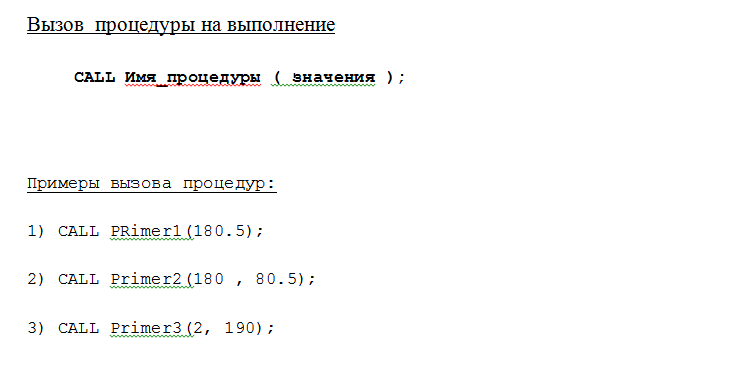 Вызов процедуры на выполнение
CALL Имя_процедуры ( значения );
Примеры вызова процедур:
1) CALL PRimer1(180.5);
2) CALL Primer2(180 , 80.5);
3) CALL Primer3(2, 190);